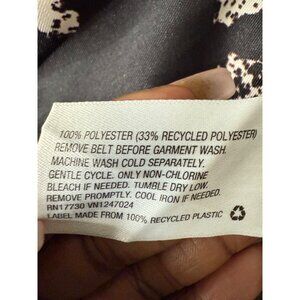 100% POLYESTER (33% RECYCLED POLYESTER)
REMOVE BELT BEFORE GARMENT WASH.
MACHINE WASH COLD SEPARATELY.
GENTLE CYCLE. ONLY NON-CHLORINE
BLEACH IF NEEDED. TUMBLE DRY LOW.
REMOVE PROMPTLY. COOL IRON IF NEEDED.
RN17730 VN1247024
LABEL MADE FROM 100% RECYCLED PLASTIC